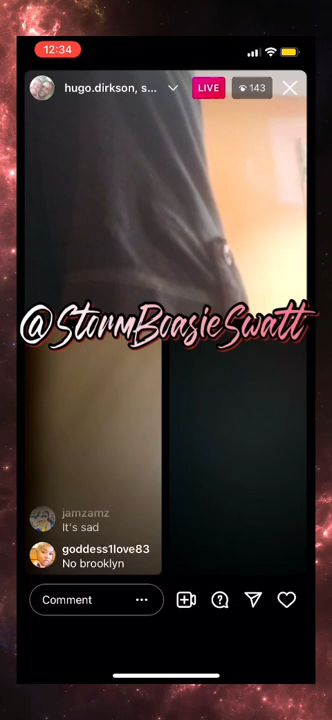 12:34
hugo.dirkson, s...
LIVE
143
@StormBoasieSwatt
jamzamz
It's sad
goddess1love83
No brooklyn
Comment